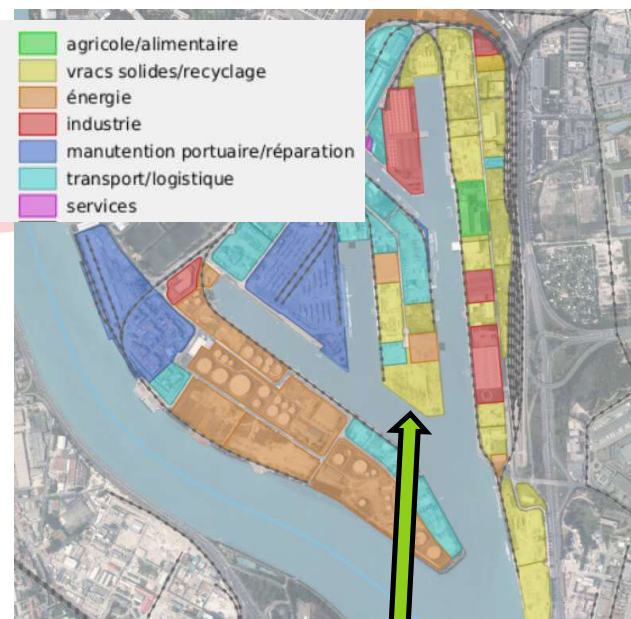 agricole/alimentaire
vracs solides/recyclage
énergie
industrie
manutention portuaire/réparation
transport/logistique
services